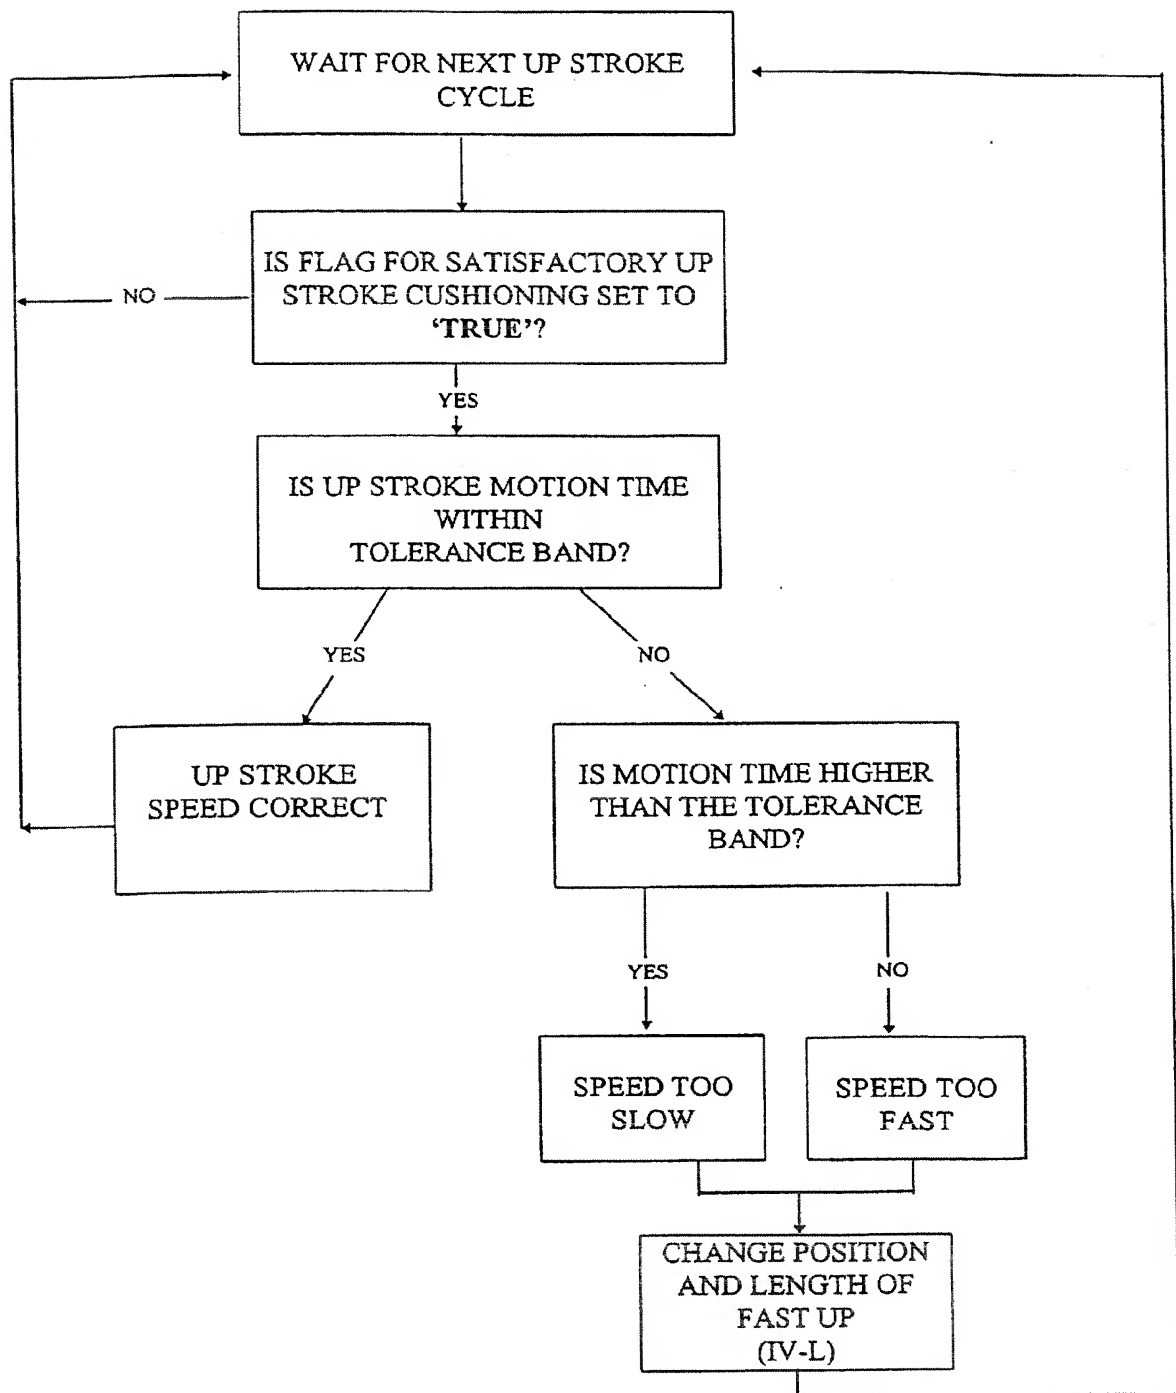 WAIT FOR NEXT UP STROKE
CYCLE
IS FLAG FOR SATISFACTORY UP
STROKE CUSHIONING SET TO
‘TRUE’?
NO
YES
IS UP STROKE MOTION TIME
WITHIN
TOLERANCE BAND?
YES
NO
UP STROKE
SPEED CORRECT
IS MOTION TIME HIGHER
THAN THE TOLERANCE
BAND?
YES
NO
SPEED TOO
SLOW
SPEED TOO
FAST
CHANGE POSITION
AND LENGTH OF
FAST UP
(IV-L)